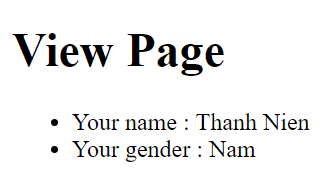 View Page
Your name : Thanh Nien
Your gender : Nam